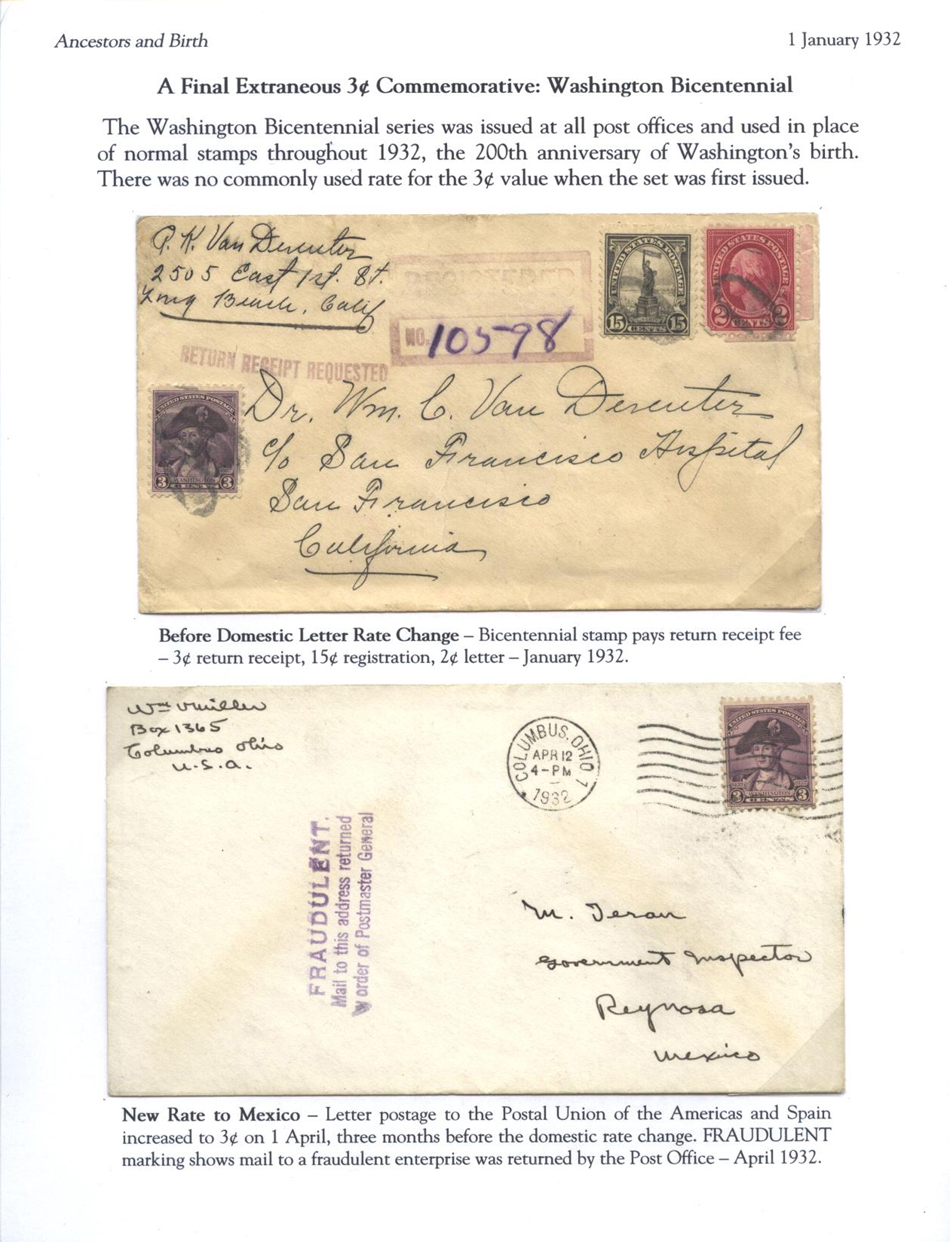 Ancestors and Birth
1 January 1932
A Final Extraneous 3¢ Commemorative: Washington Bicentennial
The Washington Bicentennial series was issued at all post offices and used in place
of normal stamps throughout 1932, the 200th anniversary of Washington's birth.
There was no commonly used rate for the 3¢ value when the set was first issued.
P. K. Van Deventer
2505 East 1st. St.
Long Beach, Calif
REGISTERED
NO. 10598
RETURN RECEIPT REQUESTED
UNITED STATES POSTAGE
15 CENTS 15
UNITED STATES POSTAGE
2 CENTS 2
UNITED STATES POSTAGE
WASHINGTON
3 CENTS 3
Dr. Wm. C. Van Deventer
c/o San Francisco Hospital
San Francisco
California
Before Domestic Letter Rate Change – Bicentennial stamp pays return receipt fee
– 3¢ return receipt, 15¢ registration, 2¢ letter – January 1932.
Wm
Box 1365
Columbus Ohio
U.S.A.
COLUMBUS, OHIO 1
APR 12
4-PM
1932
UNITED STATES POSTAGE
WASHINGTON
3 CENTS 3
FRAUDULENT.
Mail to this address returned
order of Postmaster General
M. Teran
Government Inspector
Reynosa
Mexico
New Rate to Mexico – Letter postage to the Postal Union of the Americas and Spain
increased to 3¢ on 1 April, three months before the domestic rate change. FRAUDULENT
marking shows mail to a fraudulent enterprise was returned by the Post Office – April 1932.